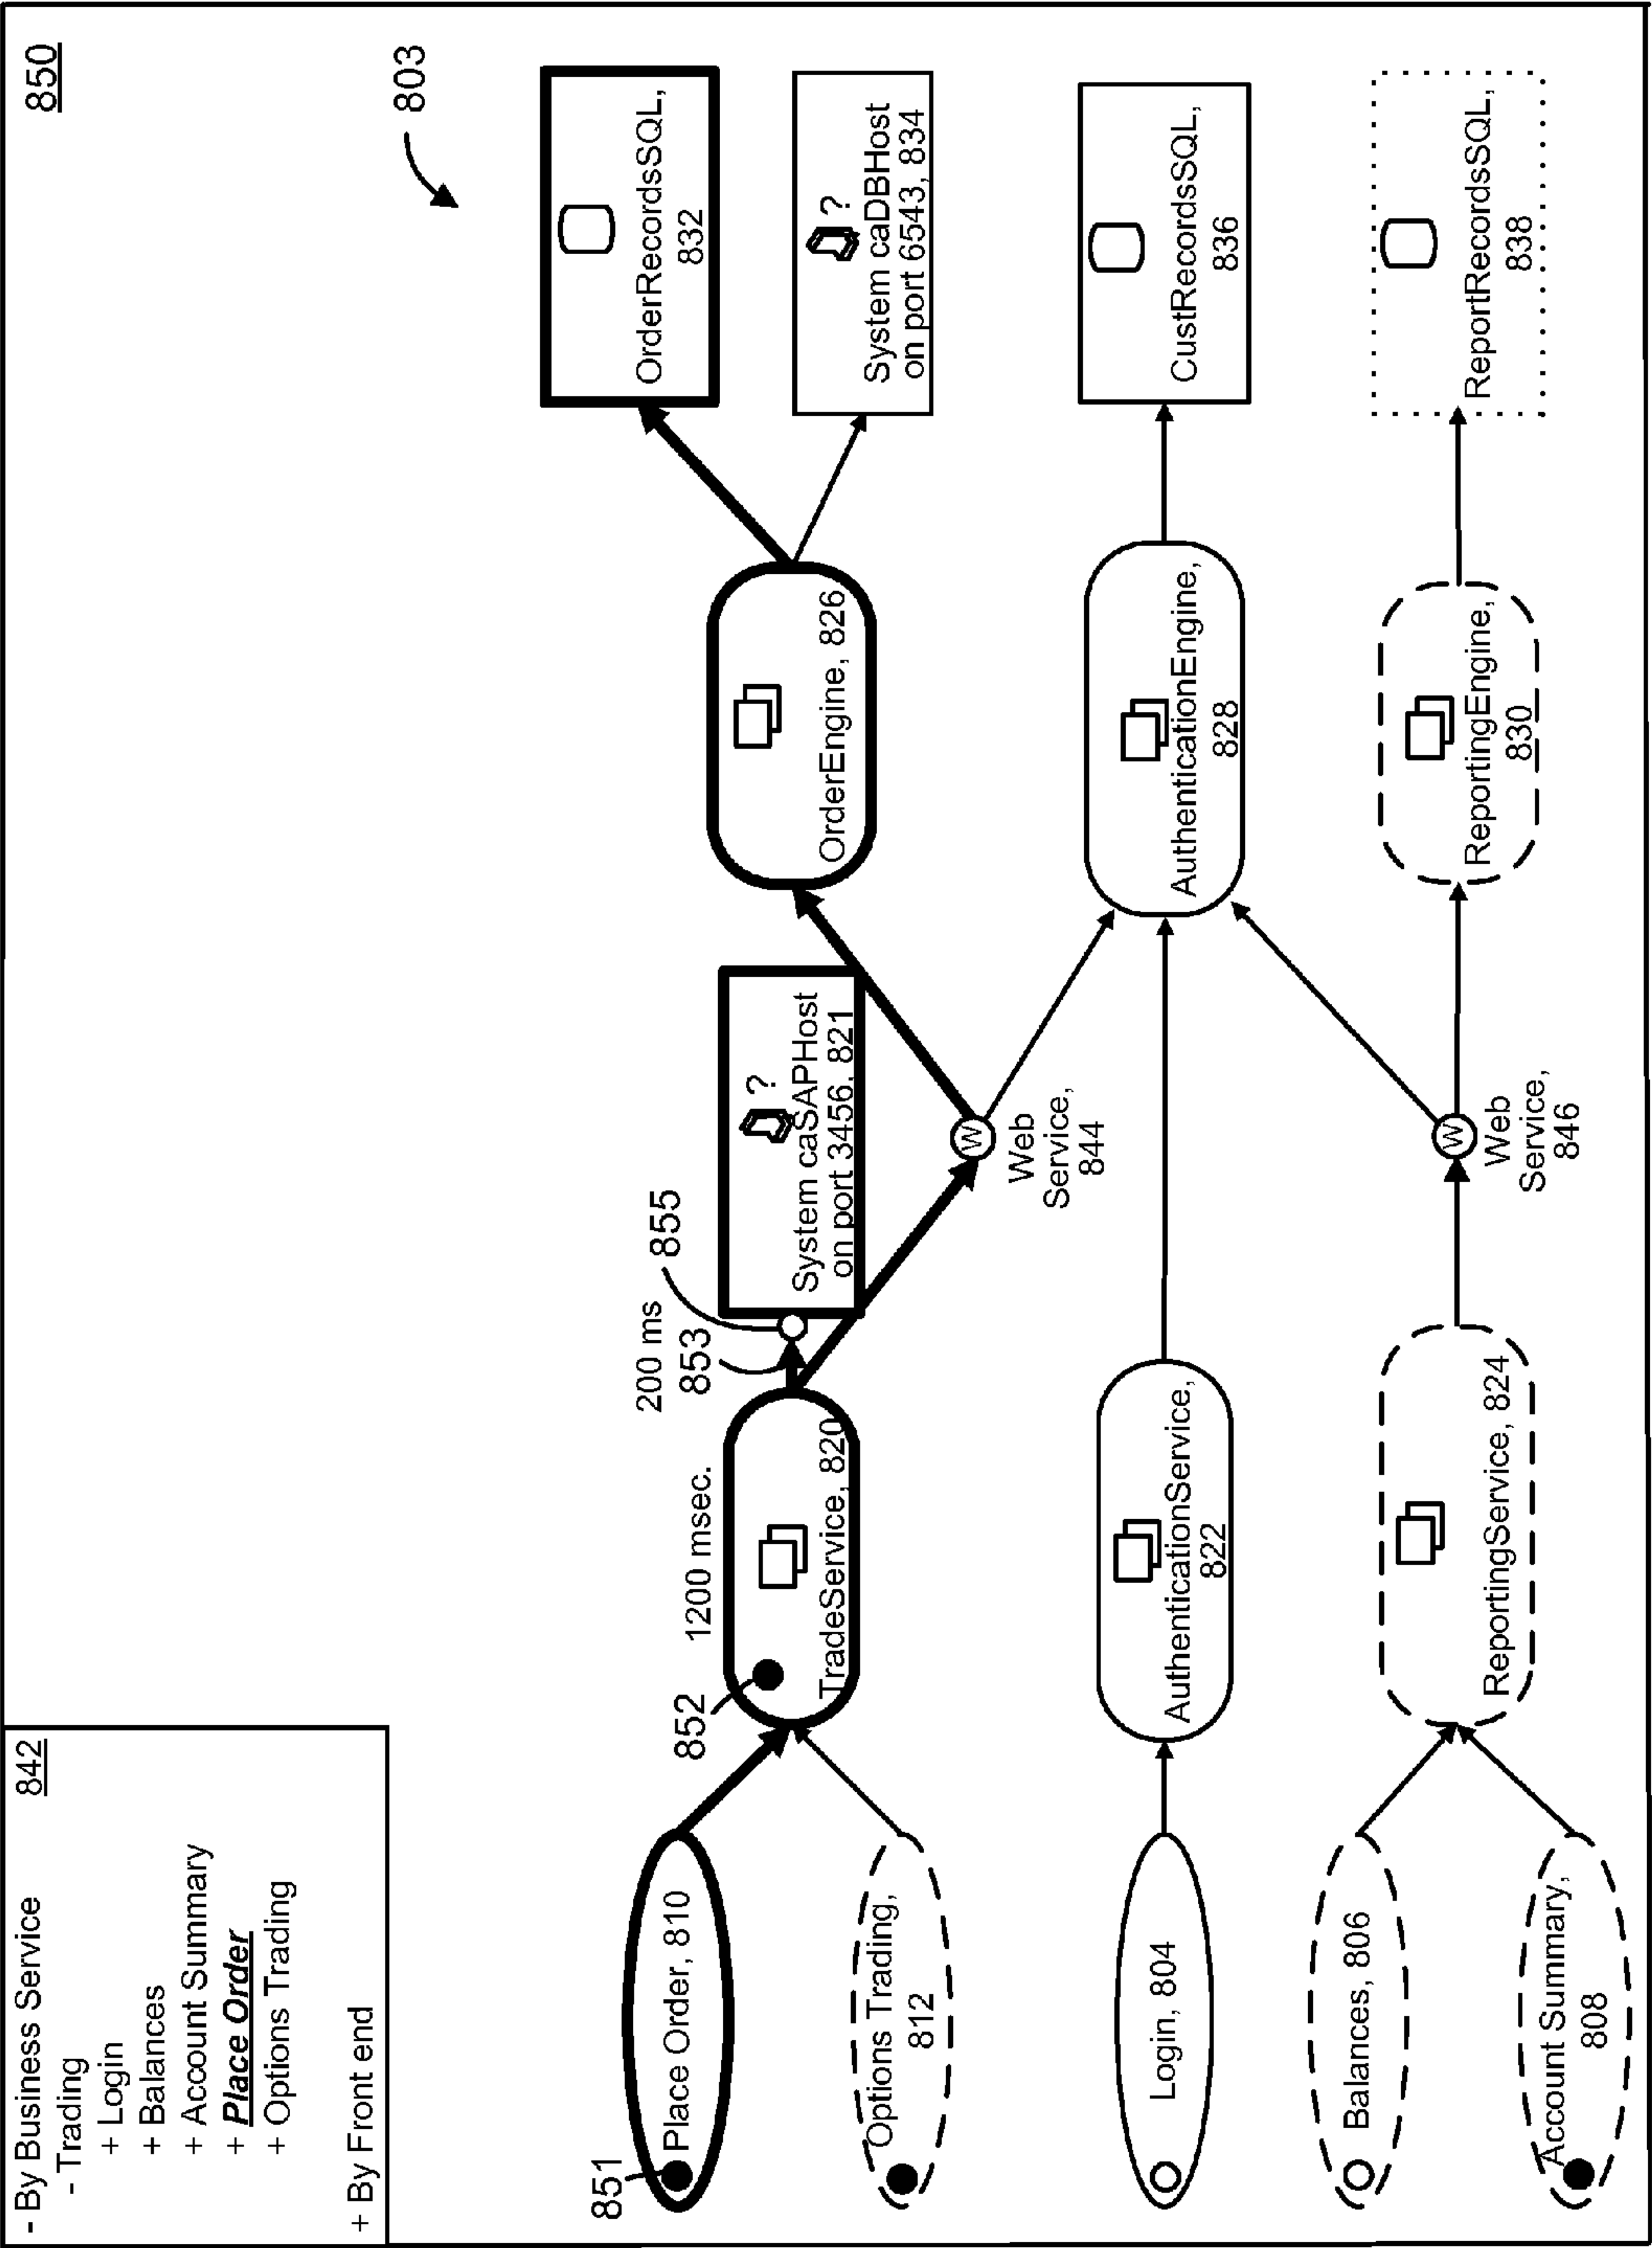 850
842
- By Business Service
- Trading
+ Login
+ Balances
+ Account Summary
+ Place Order
+ Options Trading
+ By Front end
803
851
Place Order, 810
852
1200 msec.
TradeService, 820
200 ms
853
855
?
System caSAPHost
on port 3456, 821
OrderEngine, 826
OrderRecordsSQL,
832
?
System caDBHost
on port 6543, 834
Options Trading,
812
W
Web
Service,
844
Login, 804
AuthenticationService,
822
AuthenticationEngine,
828
CustRecordsSQL,
836
Balances, 806
Account Summary,
808
ReportingService, 824
W
Web
Service,
846
ReportingEngine,
830
ReportRecordsSQL,
838